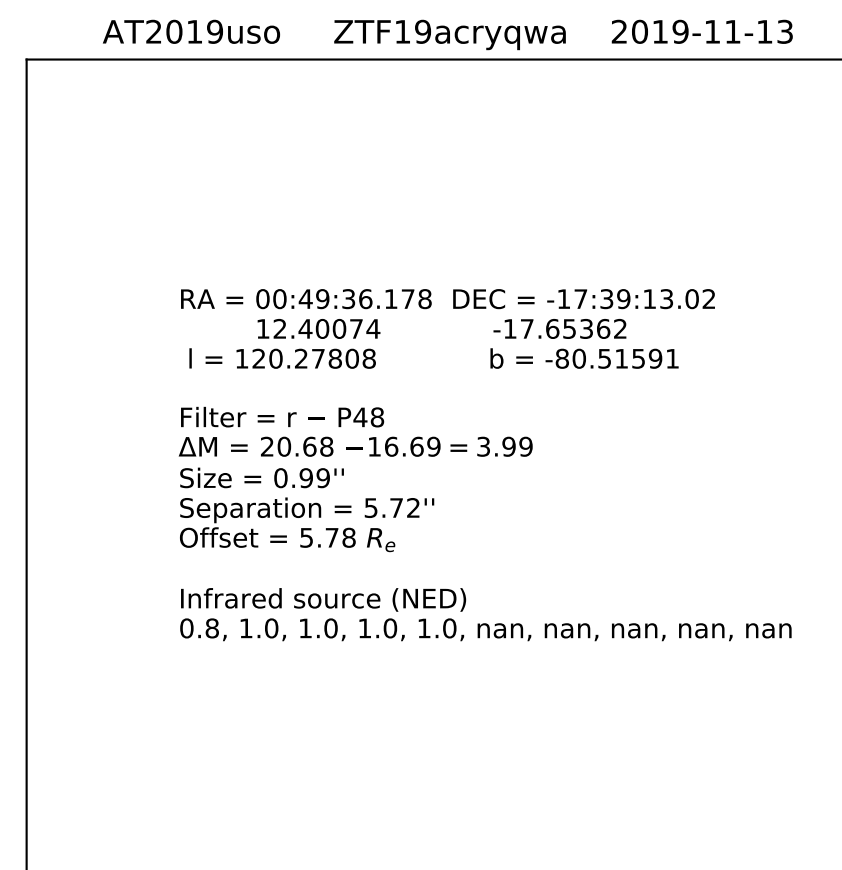 AT2019uso ZTF19acryqwa 2019-11-13
RA = 00:49:36.178 DEC = -17:39:13.02
12.40074 -17.65362
l = 120.27808 b = -80.51591
Filter = r − P48
ΔM = 20.68 −16.69 = 3.99
Size = 0.99''
Separation = 5.72''
Offset = 5.78 Re
Infrared source (NED)
0.8, 1.0, 1.0, 1.0, 1.0, nan, nan, nan, nan, nan